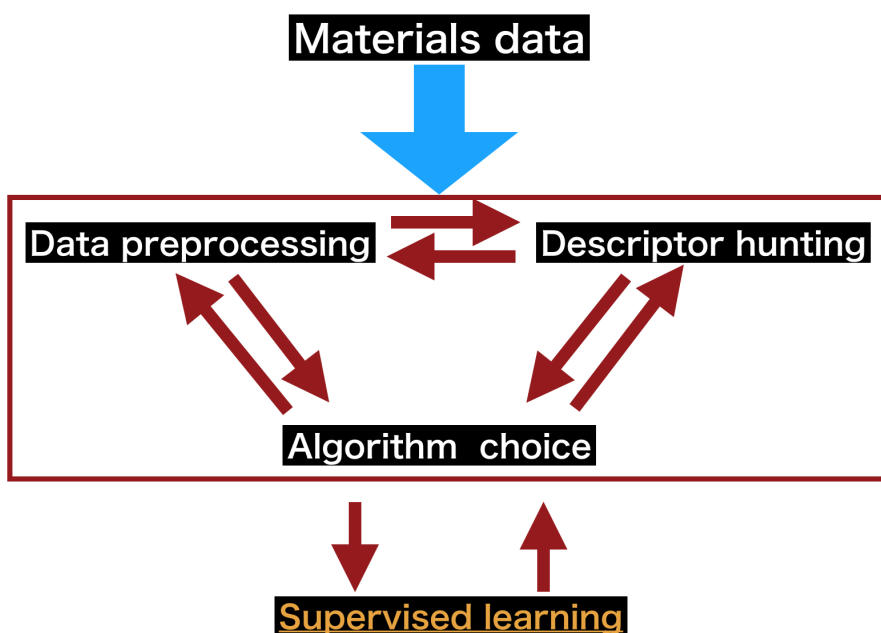 Materials data
Data preprocessing
Descriptor hunting
Algorithm choice
Supervised learning